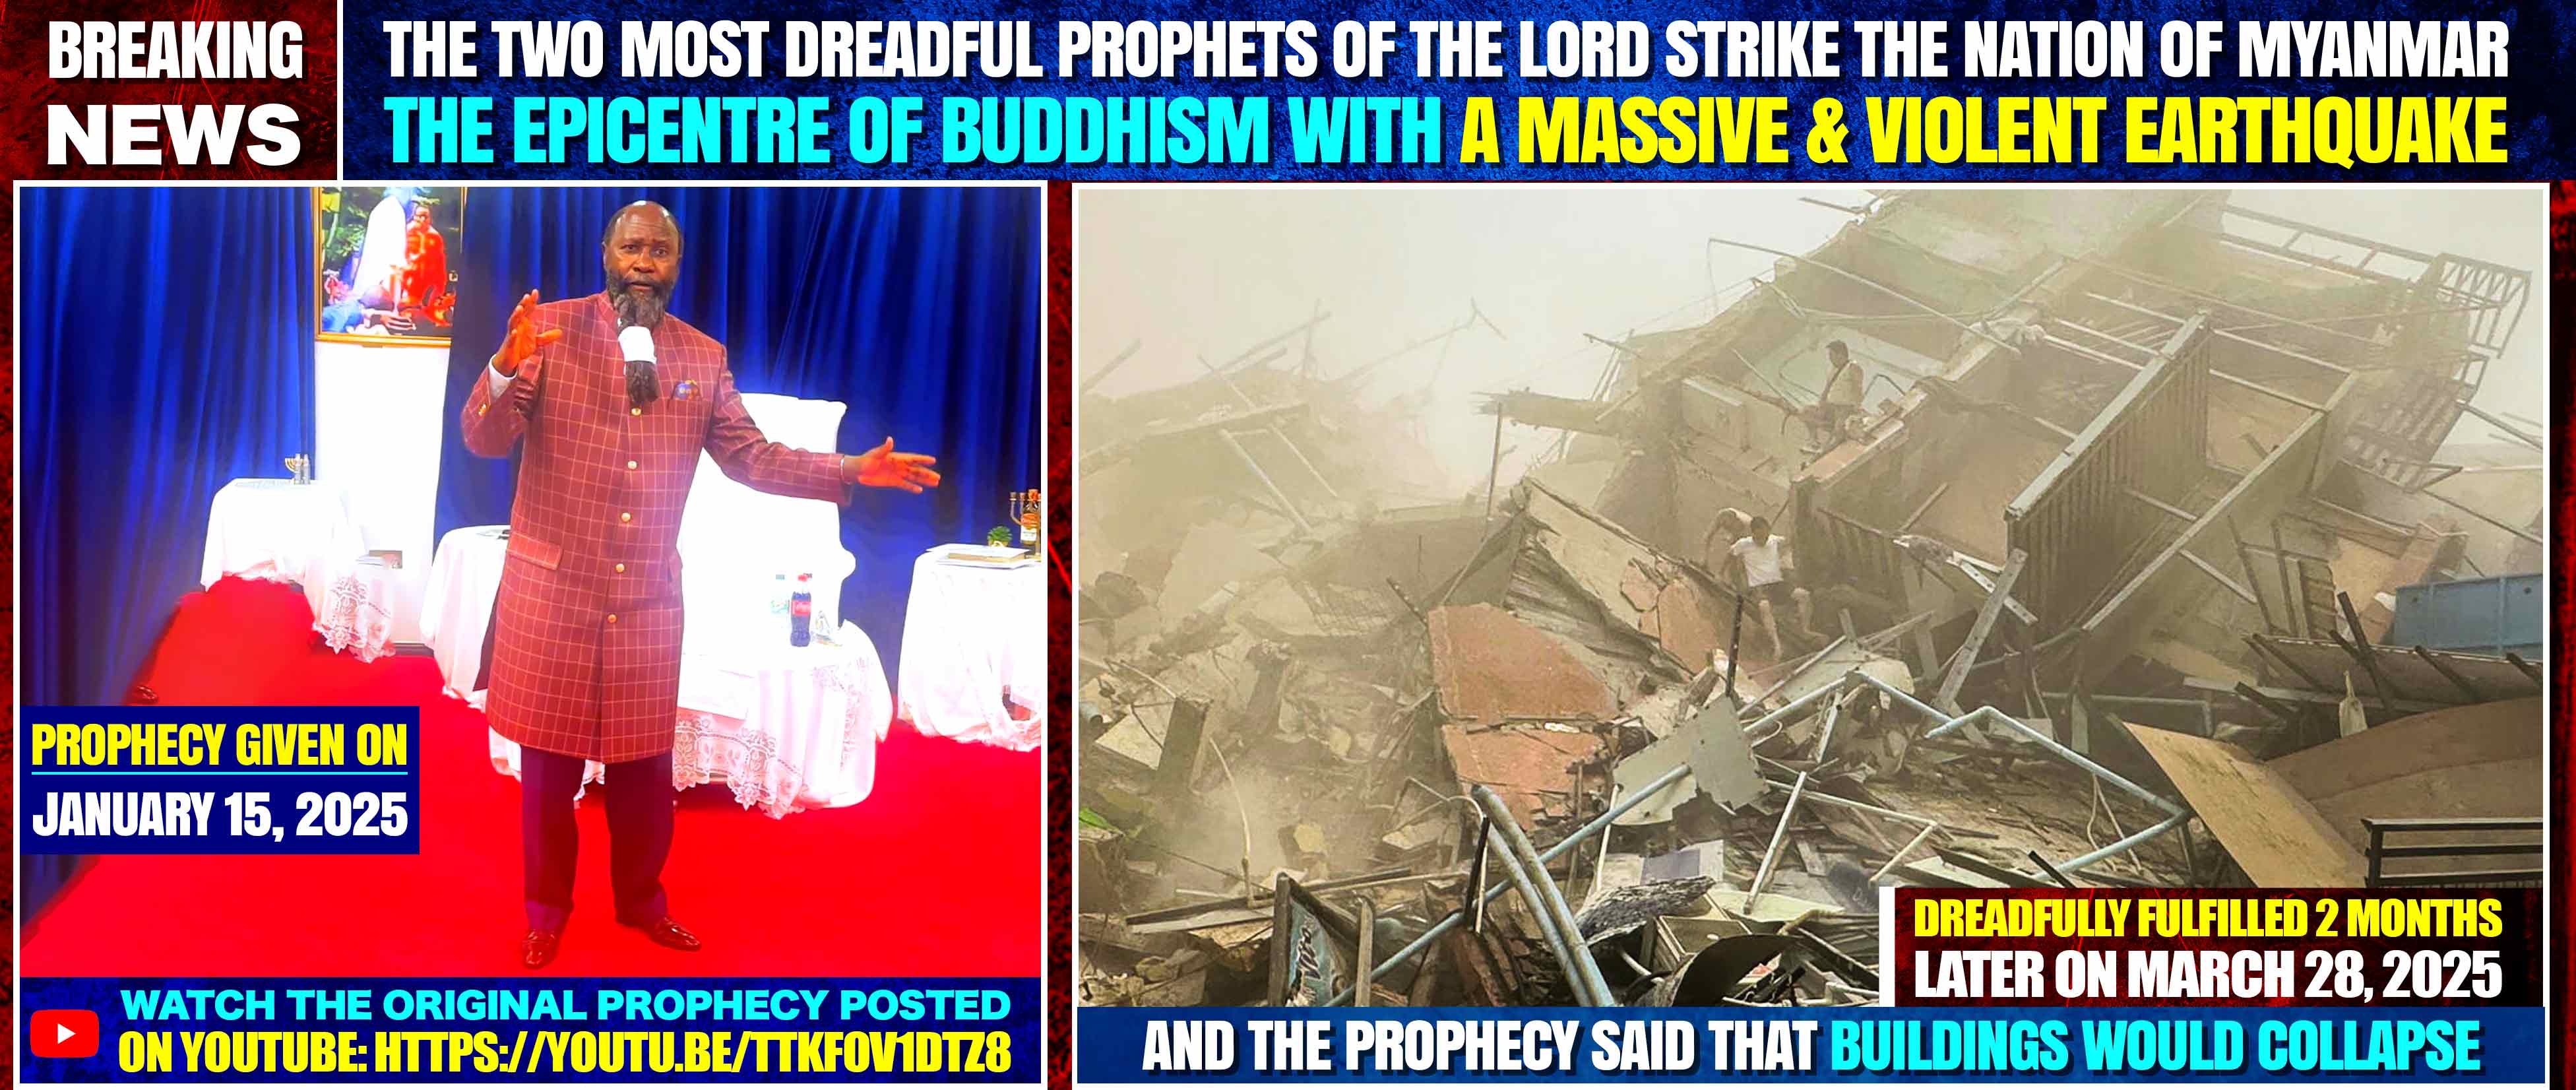 BREAKING
NEWS
THE TWO MOST DREADFUL PROPHETS OF THE LORD STRIKE THE NATION OF MYANMAR
THE EPICENTRE OF BUDDHISM WITH A MASSIVE & VIOLENT EARTHQUAKE
PROPHECY GIVEN ON
JANUARY 15, 2025
WATCH THE ORIGINAL PROPHECY POSTED
ON YOUTUBE: HTTPS://YOUTU.BE/TTKFOV1DTZ8
DREADFULLY FULFILLED 2 MONTHS
LATER ON MARCH 28, 2025
AND THE PROPHECY SAID THAT BUILDINGS WOULD COLLAPSE